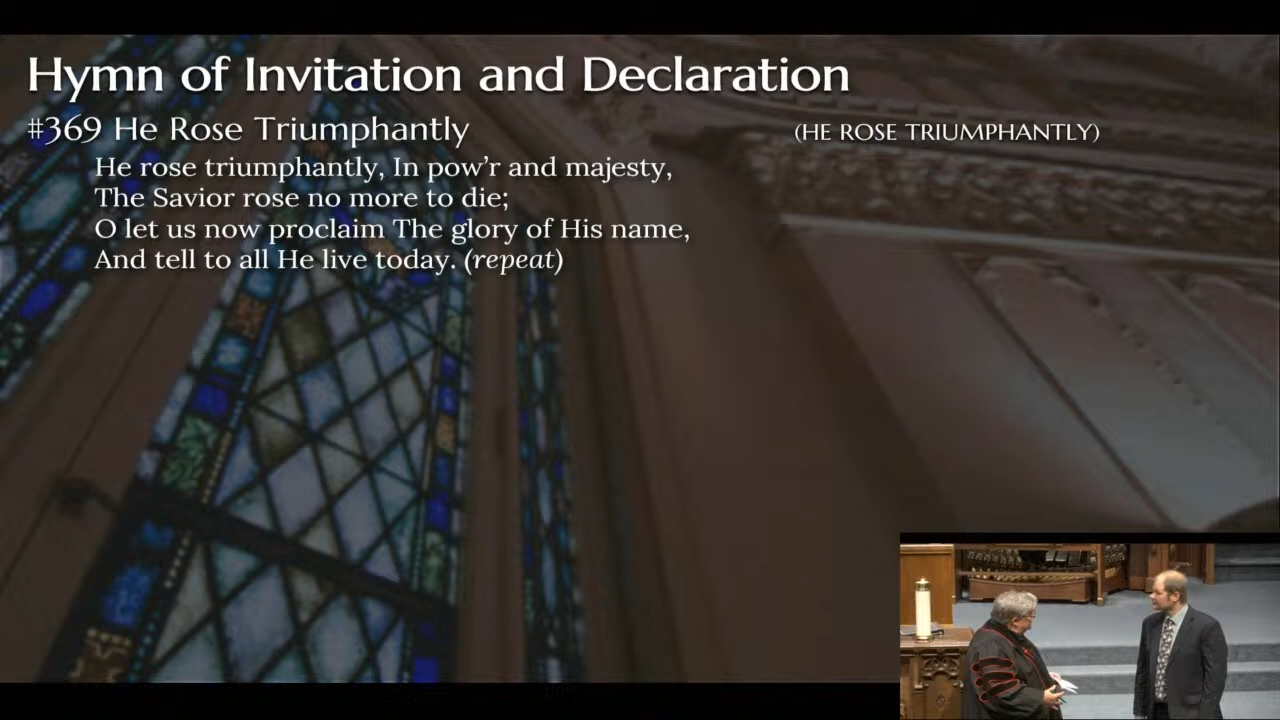 Hymn of Invitation and Declaration
#369 He Rose Triumphantly (HE ROSE TRIUMPHANTLY)
He rose triumphantly, In pow’r and majesty,
The Savior rose no more to die;
O let us now proclaim The glory of His name,
And tell to all He live today. (repeat)